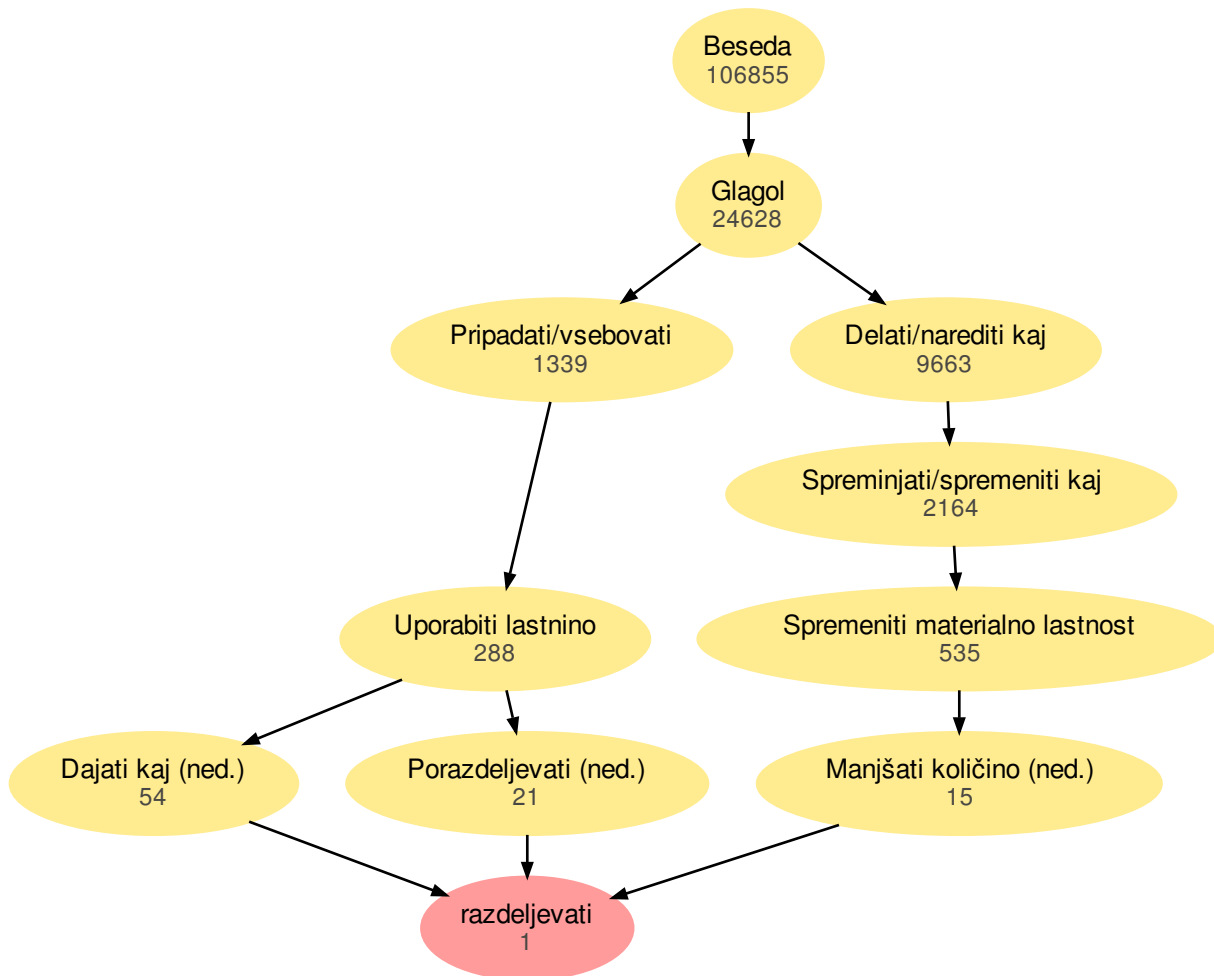 Beseda
106855
Glagol
24628
Pripadati/vsebovati
1339
Delati/narediti kaj
9663
Spreminjati/spremeniti kaj
2164
Uporabiti lastnino
288
Spremeniti materialno lastnost
535
Dajati kaj (ned.)
54
Porazdeljevati (ned.)
21
Manjšati količino (ned.)
15
razdeljevati
1